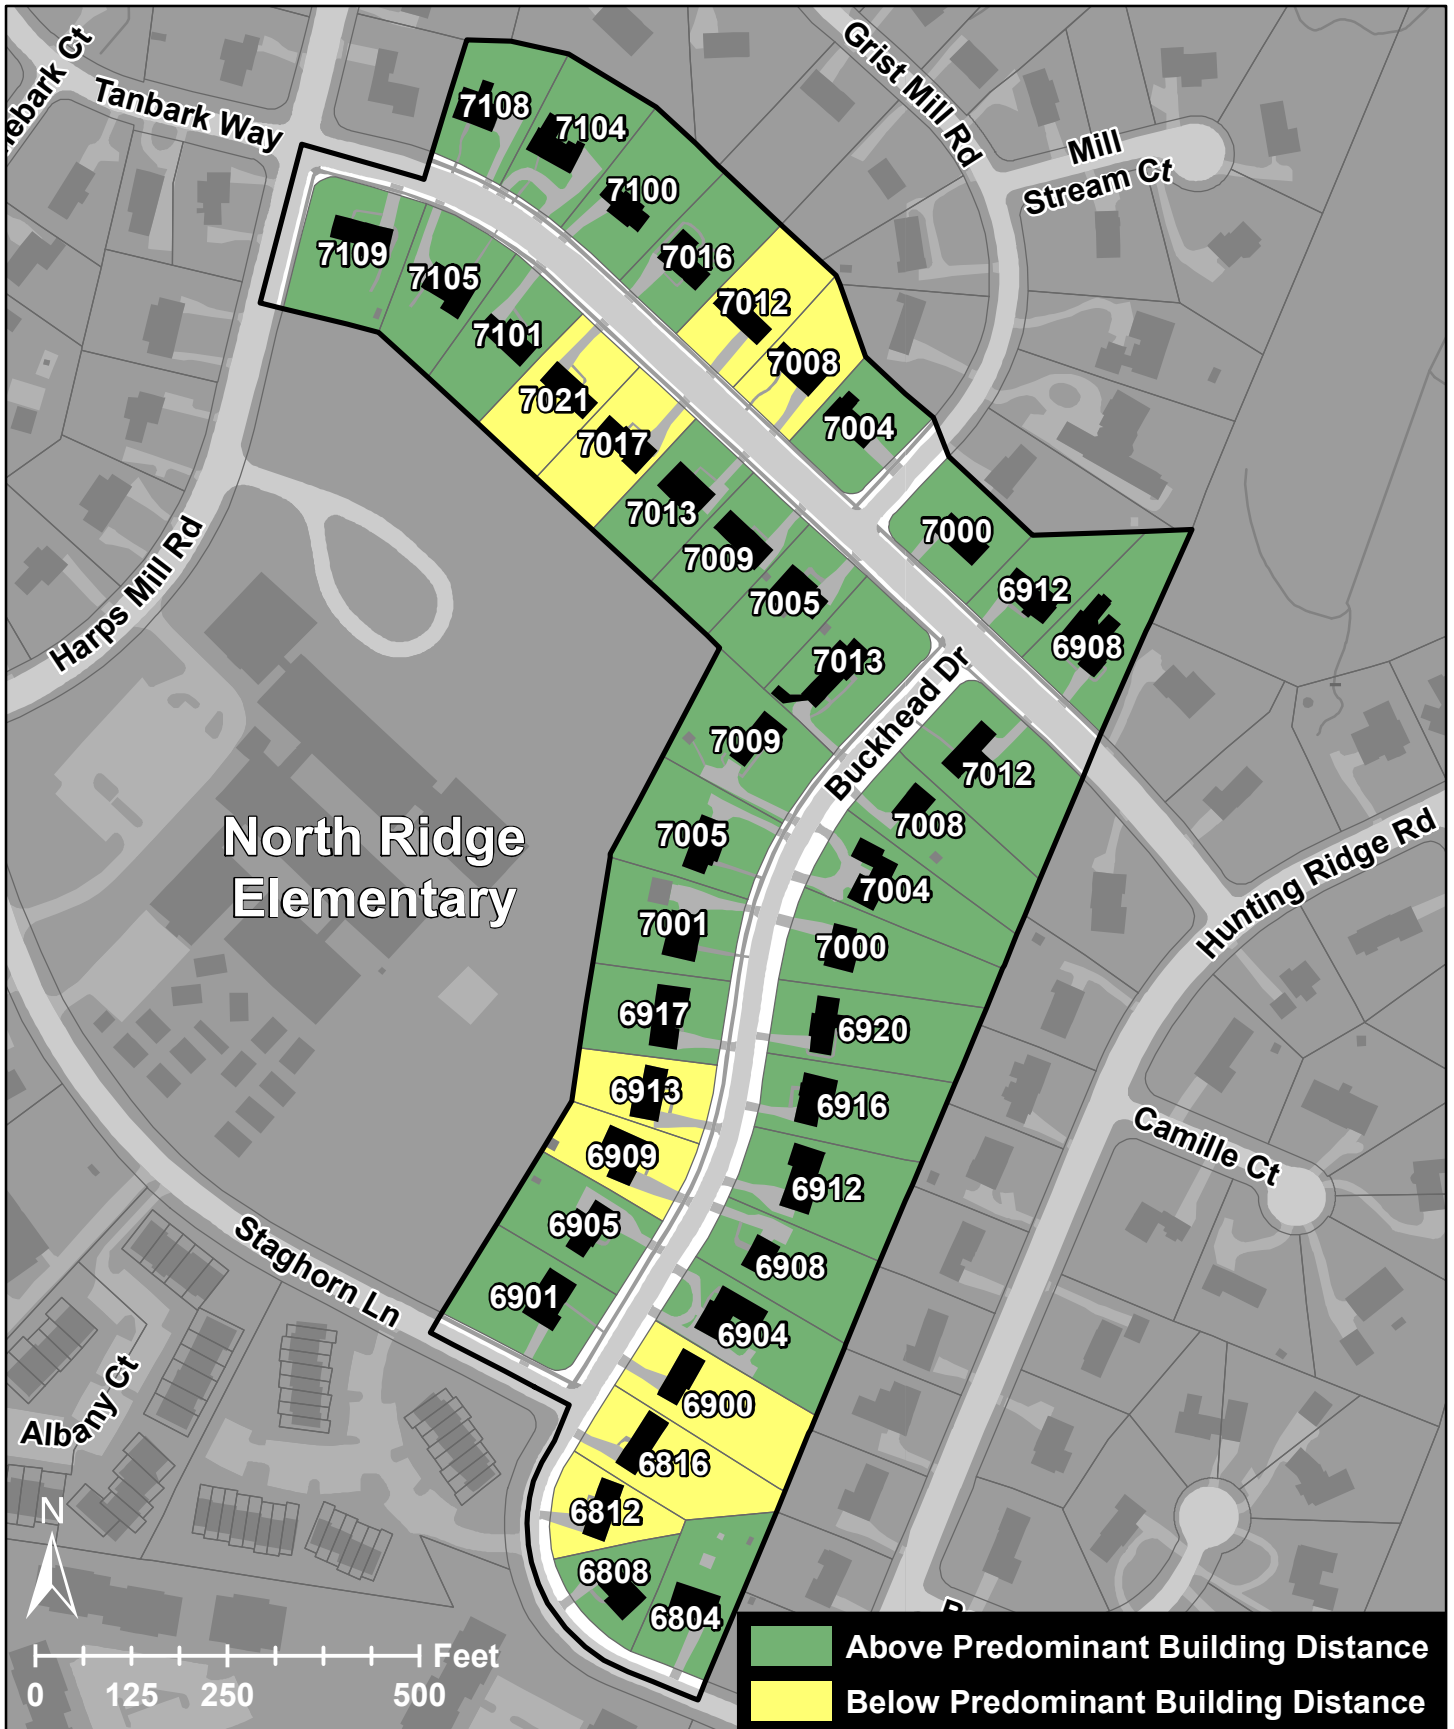 Tanbark Way
Grist Mill Rd
Mill
Stream Ct
7108
7104
7100
7016
7109
7105
7101
7012
7008
7021
7017
7004
7013
7009
7005
7000
6912
6908
Harps Mill Rd
7013
Buckhead Dr
7009
7012
7008
7005
7004
North Ridge
Elementary
7001
7000
Hunting Ridge Rd
6917
6920
6913
6916
6909
6912
Camille Ct
6905
6908
Staghorn Ln
6901
6904
6900
Albany Ct
6816
6812
6808
6804
N
Feet
0 125 250 500
Above Predominant Building Distance
Below Predominant Building Distance